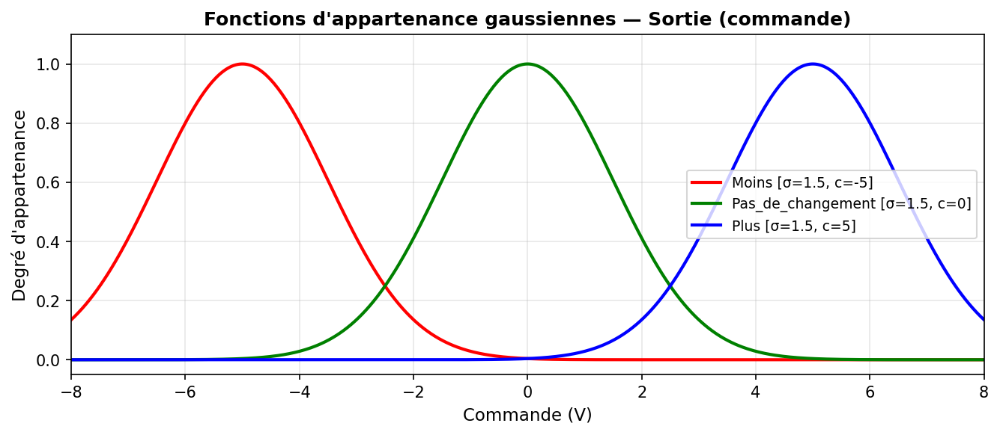 Fonctions d'appartenance gaussiennes — Sortie (commande)
Degré d'appartenance
1.0
0.8
0.6
0.4
0.2
0.0
Moins [σ=1.5, c=-5]
Pas_de_changement [σ=1.5, c=0]
Plus [σ=1.5, c=5]
−8 −6 −4 −2 0 2 4 6 8
Commande (V)